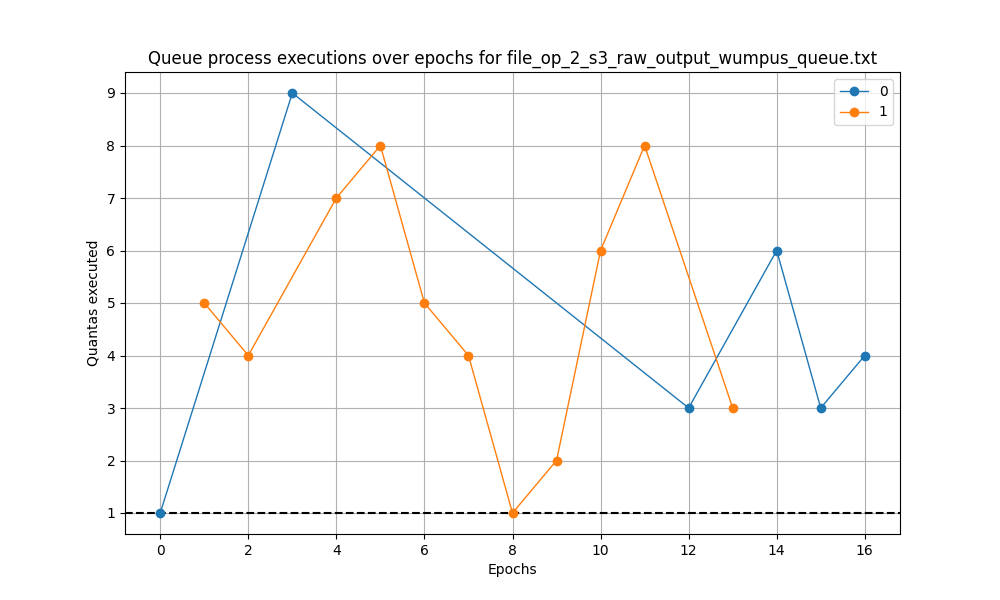 Queue process executions over epochs for file_op_2_s3_raw_output_wumpus_queue.txt
0
1
9
8
7
6
5
4
3
2
1
Quantas executed
0 2 4 6 8 10 12 14 16
Epochs